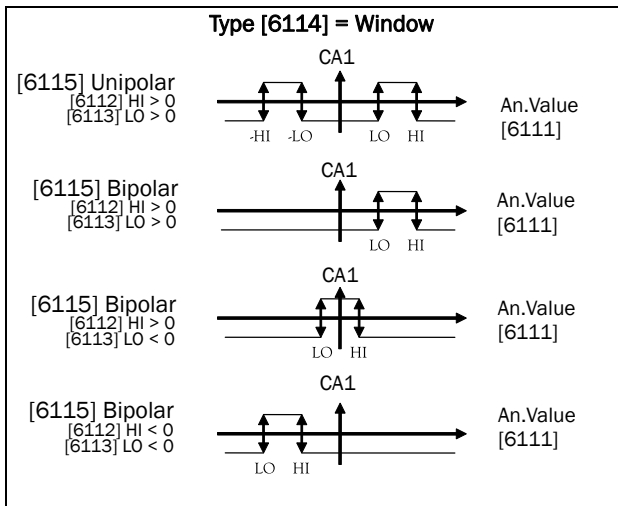 Type [6114] = Window
CA1
[6115] Unipolar
[6112] HI > 0
[6113] LO > 0
An.Value
[6111]
-HI -LO LO HI
CA1
[6115] Bipolar
[6112] HI > 0
[6113] LO > 0
An.Value
[6111]
LO HI
CA1
[6115] Bipolar
[6112] HI > 0
[6113] LO < 0
An.Value
[6111]
LO HI
CA1
[6115] Bipolar
[6112] HI < 0
[6113] LO < 0
An.Value
[6111]
LO HI